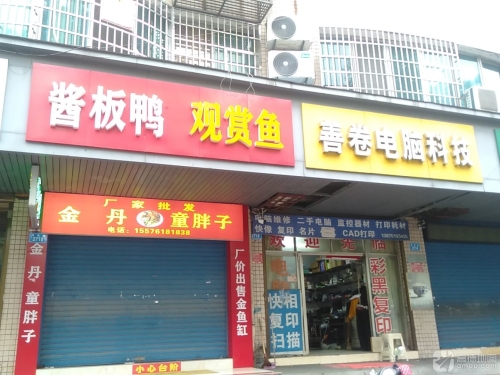 酱板鸭 观赏鱼
善卷电脑科技
厂家批发
金丹 童胖子
电话:15576181828
电脑维修 二手电脑 监控器材 打印耗材
快像 复印 名片 CAD打印
欢迎光临
金丹童胖子
厂价出售金鱼缸
快相
复印
扫描
彩黑复印
小心台阶